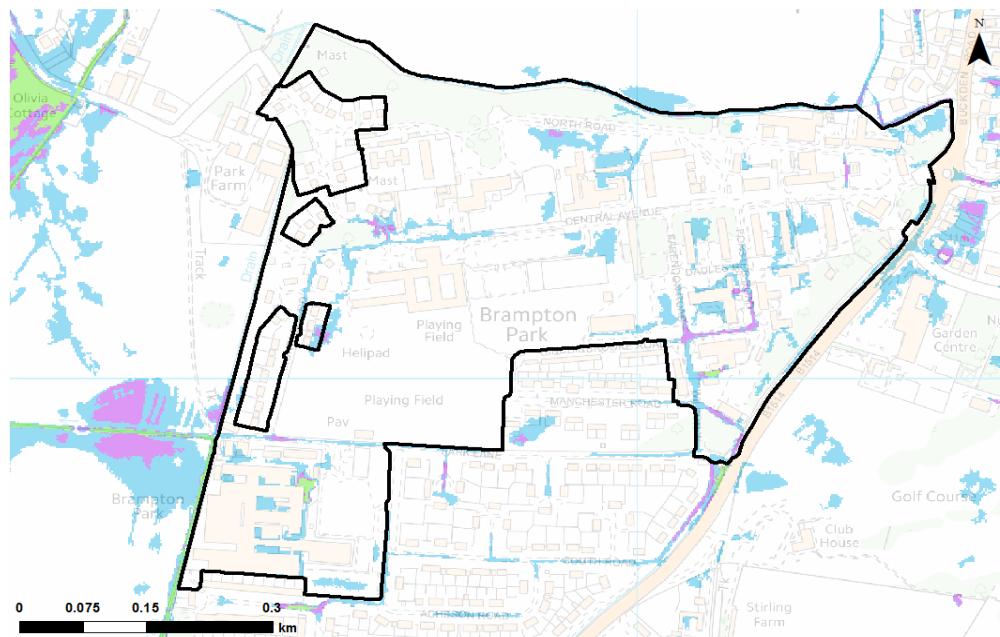 N
Mast
Drain
Olivia
Cottage
NORTH ROAD
Park
Farm
Mast
CENTRAL AVENUE
Track
Brampton
Park
Playing
Field
Helipad
Garden
Centre
Playing Field
MANCHESTER ROAD
Pav
Brampton
Park
Golf Course
Club
House
SOUTH ROAD
Stirling
Farm
0 0.075 0.15 0.3
km